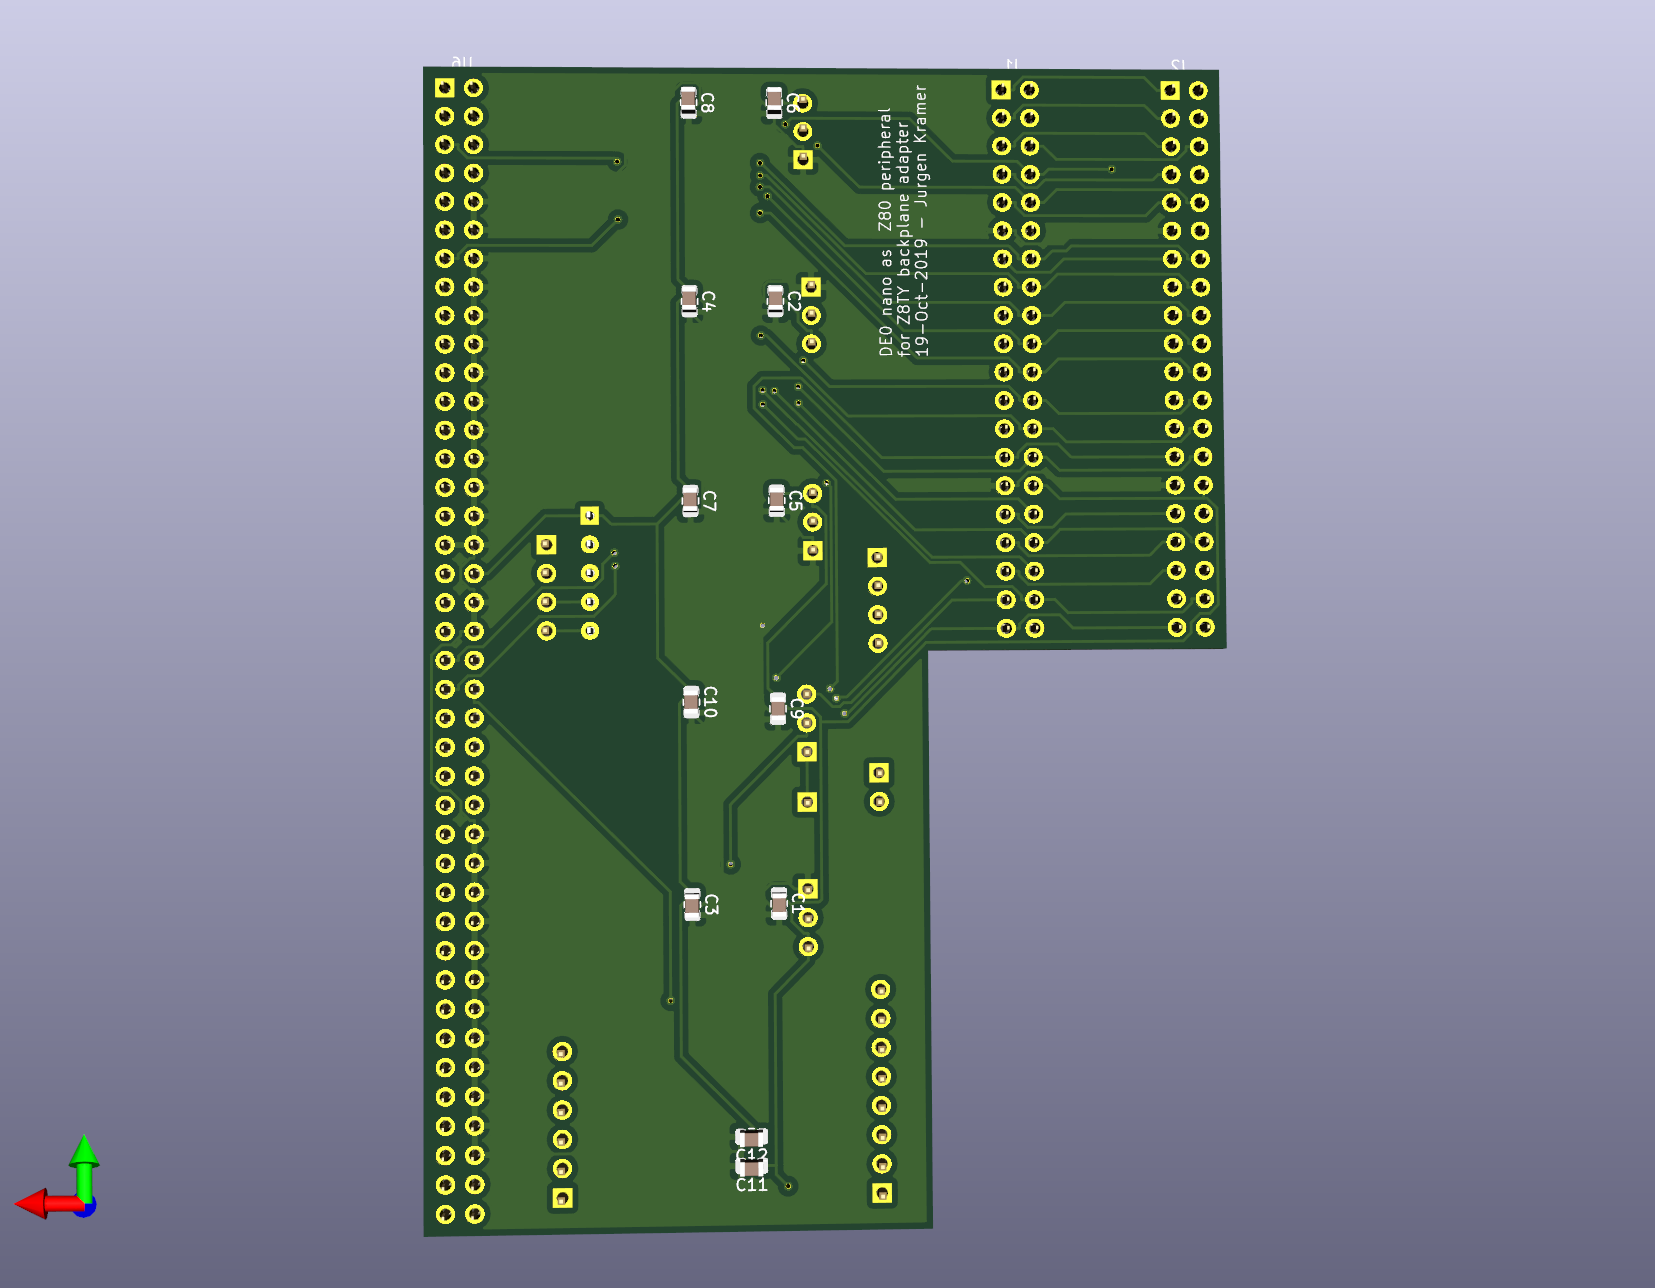 U6
J1
J2
C8
C6
DE0 nano as  Z80 peripheral
for Z8TY backplane adapter
19-Oct-2019 - Jurgen Kramer
C4
C2
C7
C5
C10
C9
C3
C1
C12
C11